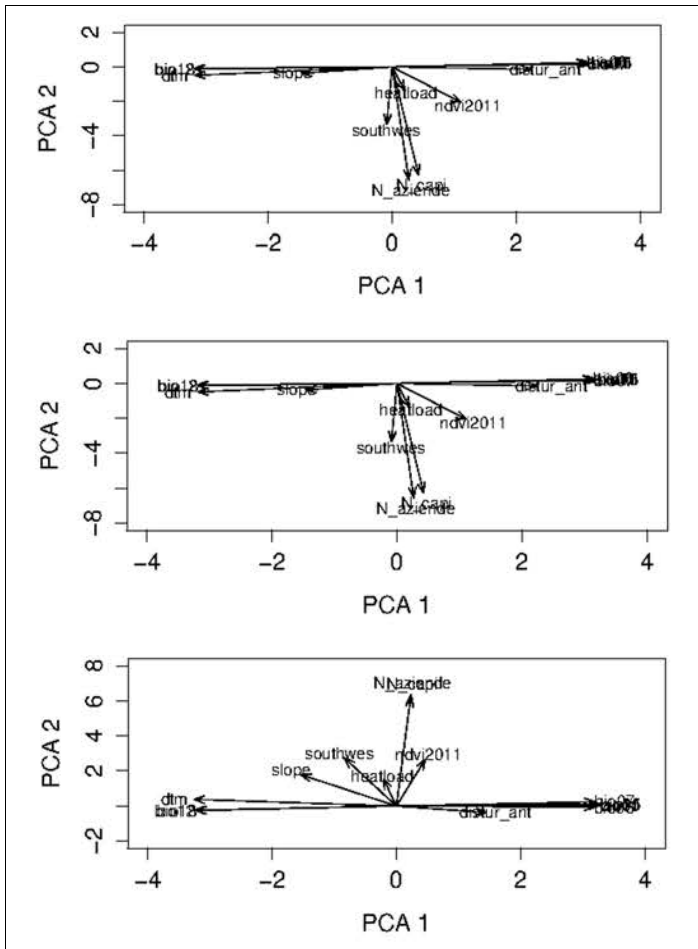 2
0
-4
-8
PCA 2
slope
dtm
distur_ant
heatload
ndvi2011
southwes
N_capi
N_aziende
-4 -2 0 2 4
PCA 1
2
0
-4
-8
PCA 2
slope
dtm
distur_ant
heatload
ndvi2011
southwes
N_capi
N_aziende
-4 -2 0 2 4
PCA 1
8
6
4
2
-2
PCA 2
N_aziende
N_capi
southwes
ndvi2011
slope
heatload
dtm
bio07
distur_ant
-4 -2 0 2 4
PCA 1